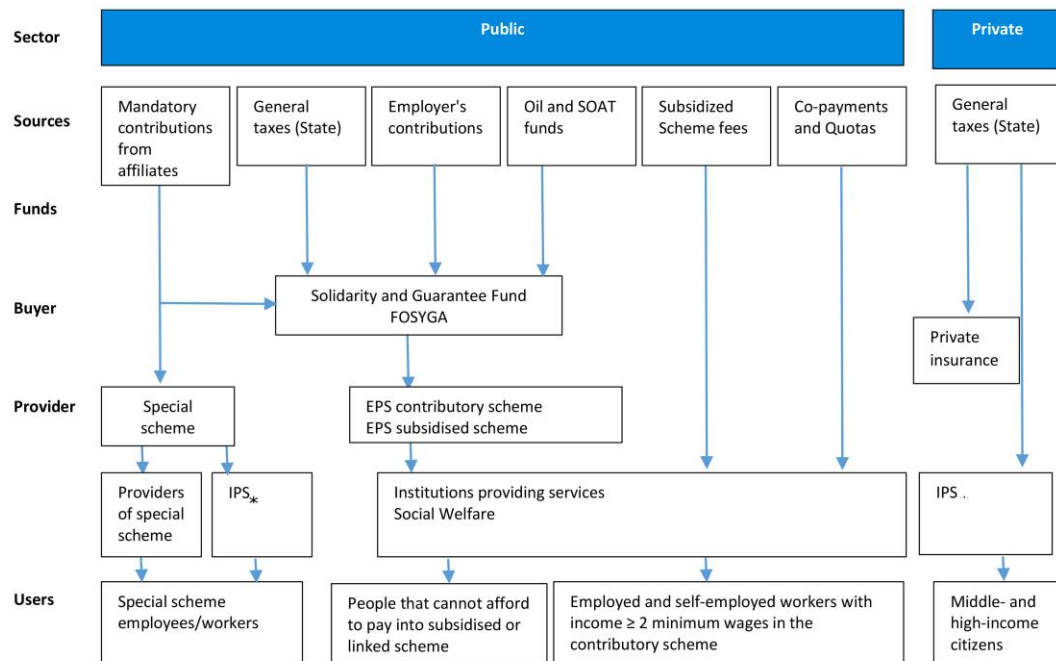 Sector
Public
Private
Sources
Mandatory
contributions
from
affiliates
General
taxes (State)
Employer's
contributions
Oil and SOAT
funds
Subsidized
Scheme fees
Co-payments
and Quotas
General
taxes (State)
Funds
Buyer
Solidarity and Guarantee Fund
FOSYGA
Private
insurance
Provider
Special
scheme
EPS contributory scheme
EPS subsidised scheme
Providers
of special
scheme
IPS*
Institutions providing services
Social Welfare
IPS .
Users
Special scheme
employees/workers
People that cannot afford
to pay into subsidised or
linked scheme
Employed and self-employed workers with
income ≥ 2 minimum wages in the
contributory scheme
Middle- and
high-income
citizens